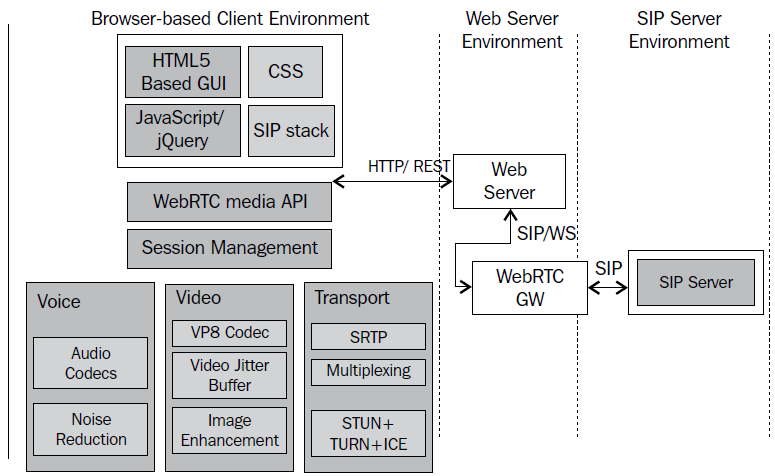 Browser-based Client Environment
Web Server
Environment
SIP Server
Environment
HTML5
Based GUI
CSS
JavaScript/
jQuery
SIP stack
HTTP/ REST
Web
Server
WebRTC media API
SIP/WS
Session Management
WebRTC
GW
SIP
SIP Server
Voice
Audio
Codecs
Noise
Reduction
Video
VP8 Codec
Video Jitter
Buffer
Image
Enhancement
Transport
SRTP
Multiplexing
STUN+
TURN+ICE